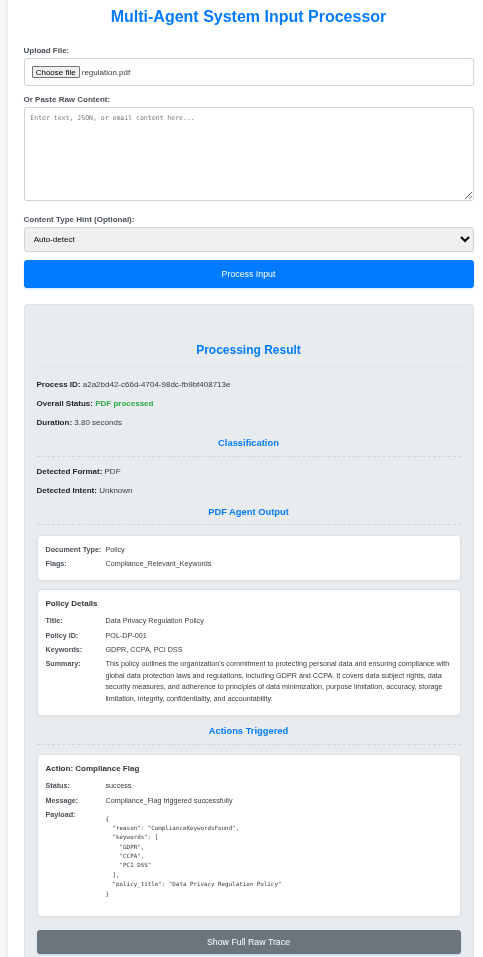 Multi-Agent System Input Processor
Upload File:
Choose file regulation.pdf
Or Paste Raw Content:
Enter text, JSON, or email content here...
Content Type Hint (Optional):
Auto-detect
Process Input
Processing Result
Process ID: a2a2bd42-c66d-4704-98dc-fb9bf408713e
Overall Status: PDF processed
Duration: 3.80 seconds
Classification
Detected Format: PDF
Detected Intent: Unknown
PDF Agent Output
Document Type: Policy
Flags: Compliance_Relevant_Keywords
Policy Details
Title: Data Privacy Regulation Policy
Policy ID: POL-DP-001
Keywords: GDPR, CCPA, PCI DSS
Summary: This policy outlines the organization's commitment to protecting personal data and ensuring compliance with
global data protection laws and regulations, including GDPR and CCPA. It covers data subject rights, data
security measures, and adherence to principles of data minimization, purpose limitation, accuracy, storage
limitation, integrity, confidentiality, and accountability.
Actions Triggered
Action: Compliance Flag
Status: success
Message: Compliance_Flag triggered successfully
Payload:
{
"reason": "ComplianceKeywordsFound",
"keywords": [
"GDPR",
"CCPA",
"PCI DSS"
],
"policy_title": "Data Privacy Regulation Policy"
}
Show Full Raw Trace